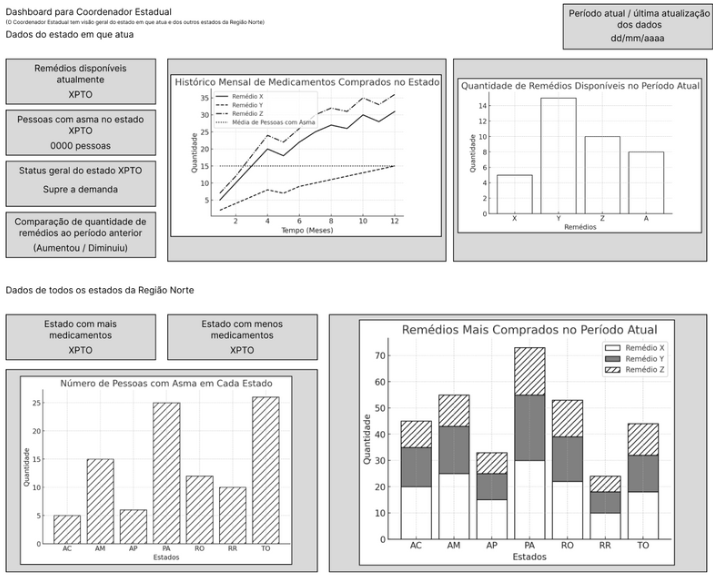 Dashboard para Coordenador Estadual
(O Coordenador Estadual tem visão geral do estado em que atua e dos outros estados da Região Norte)
Dados do estado em que atua
Período atual / última atualização
dos dados
dd/mm/aaaa
Remédios disponíveis
atualmente
XPTO
Pessoas com asma no estado
XPTO
0000 pessoas
Status geral do estado XPTO
Supre a demanda
Comparação de quantidade de
remédios ao período anterior
(Aumentou / Diminuiu)
Histórico Mensal de Medicamentos Comprados no Estado
Remédio X
Remédio Y
Remédio Z
Média de Pessoas com Asma
Quantidade
35
30
25
20
15
10
5
2 4 6 8 10 12
Tempo (Meses)
Quantidade de Remédios Disponíveis no Período Atual
Quantidade
14
12
10
8
6
4
2
0
X Y Z A
Remédios
Dados de todos os estados da Região Norte
Estado com mais
medicamentos
XPTO
Estado com menos
medicamentos
XPTO
Número de Pessoas com Asma em Cada Estado
Quantidade
25
20
15
10
5
0
AC AM AP PA RO RR TO
Estados
Remédios Mais Comprados no Período Atual
Remédio X
Remédio Y
Remédio Z
Quantidade
70
60
50
40
30
20
10
0
AC AM AP PA RO RR TO
Estados